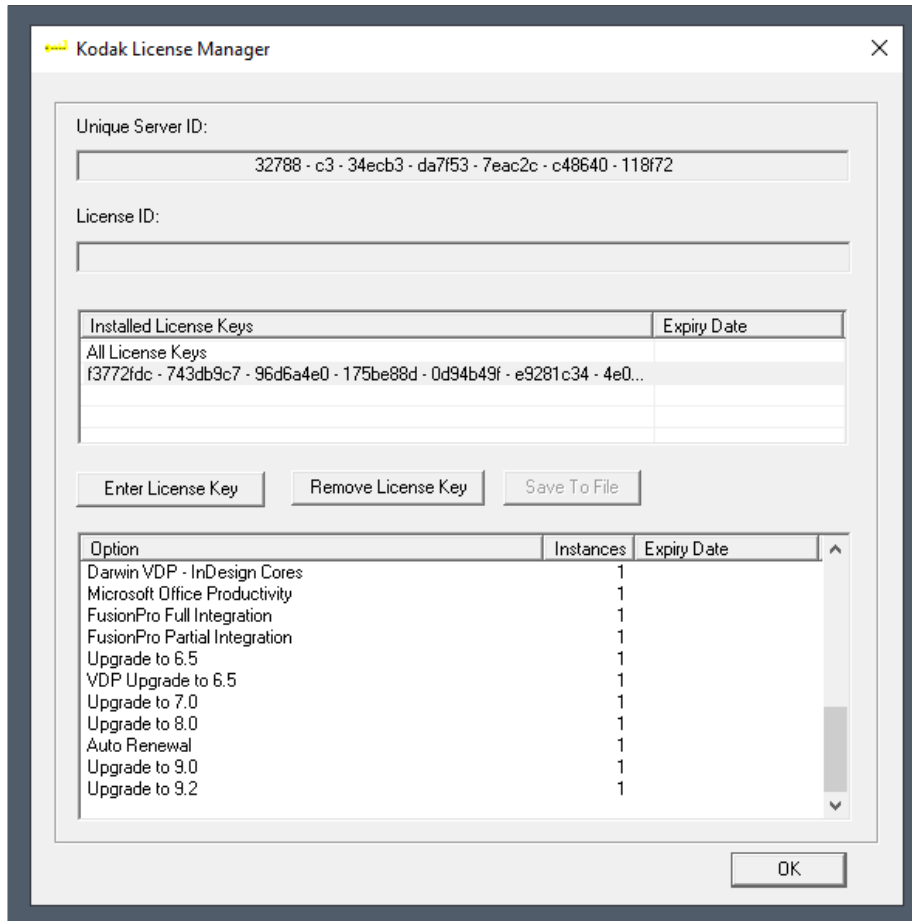 Kodak License Manager
Unique Server ID:
32788 - c3 - 34ecb3 - da7f53 - 7eac2c - c48640 - 118f72
License ID:
Installed License Keys Expiry Date
All License Keys
f3772fdc - 743db9c7 - 96d6a4e0 - 175be88d - 0d94b49f - e9281c34 - 4e0...
Enter License Key Remove License Key Save To File
Option Instances Expiry Date
Darwin VDP - InDesign Cores 1
Microsoft Office Productivity 1
FusionPro Full Integration 1
FusionPro Partial Integration 1
Upgrade to 6.5 1
VDP Upgrade to 6.5 1
Upgrade to 7.0 1
Upgrade to 8.0 1
Auto Renewal 1
Upgrade to 9.0 1
Upgrade to 9.2 1
OK